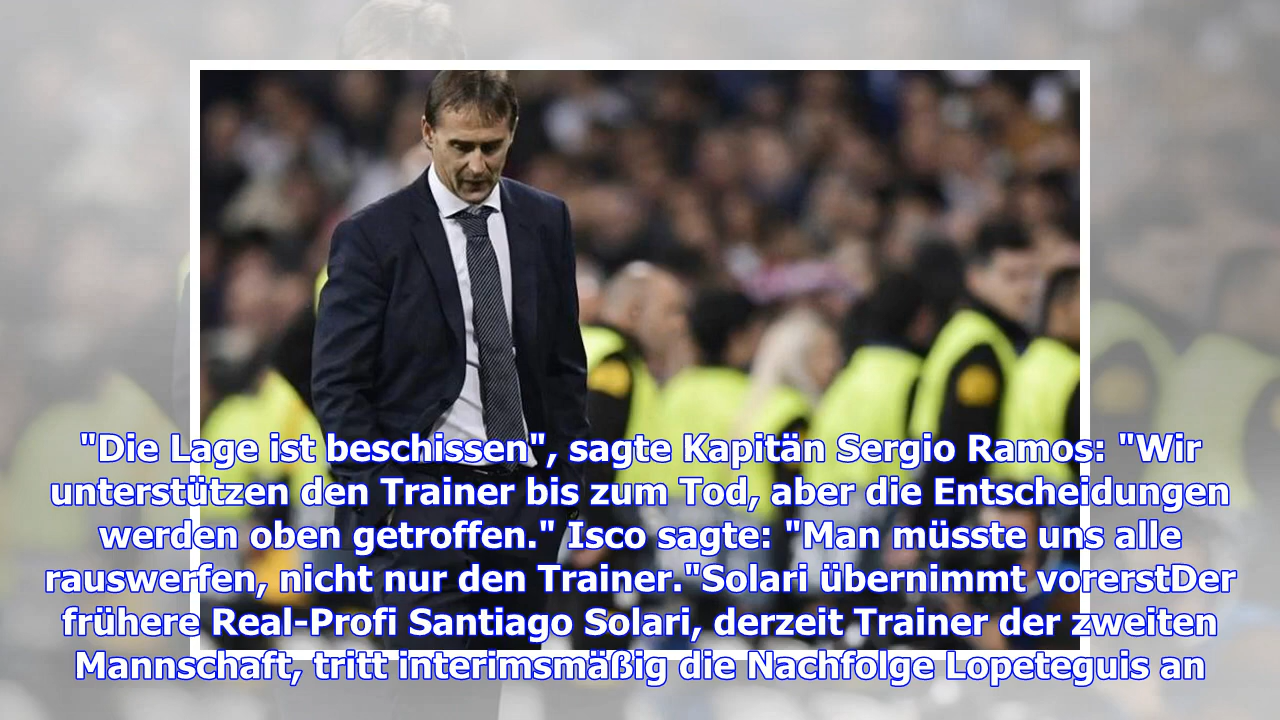 "Die Lage ist beschissen", sagte Kapitän Sergio Ramos: "Wir
unterstützen den Trainer bis zum Tod, aber die Entscheidungen
werden oben getroffen." Isco sagte: "Man müsste uns alle
rauswerfen, nicht nur den Trainer."Solari übernimmt vorerstDer
frühere Real-Profi Santiago Solari, derzeit Trainer der zweiten
Mannschaft, tritt interimsmäßig die Nachfolge Lopeteguis an